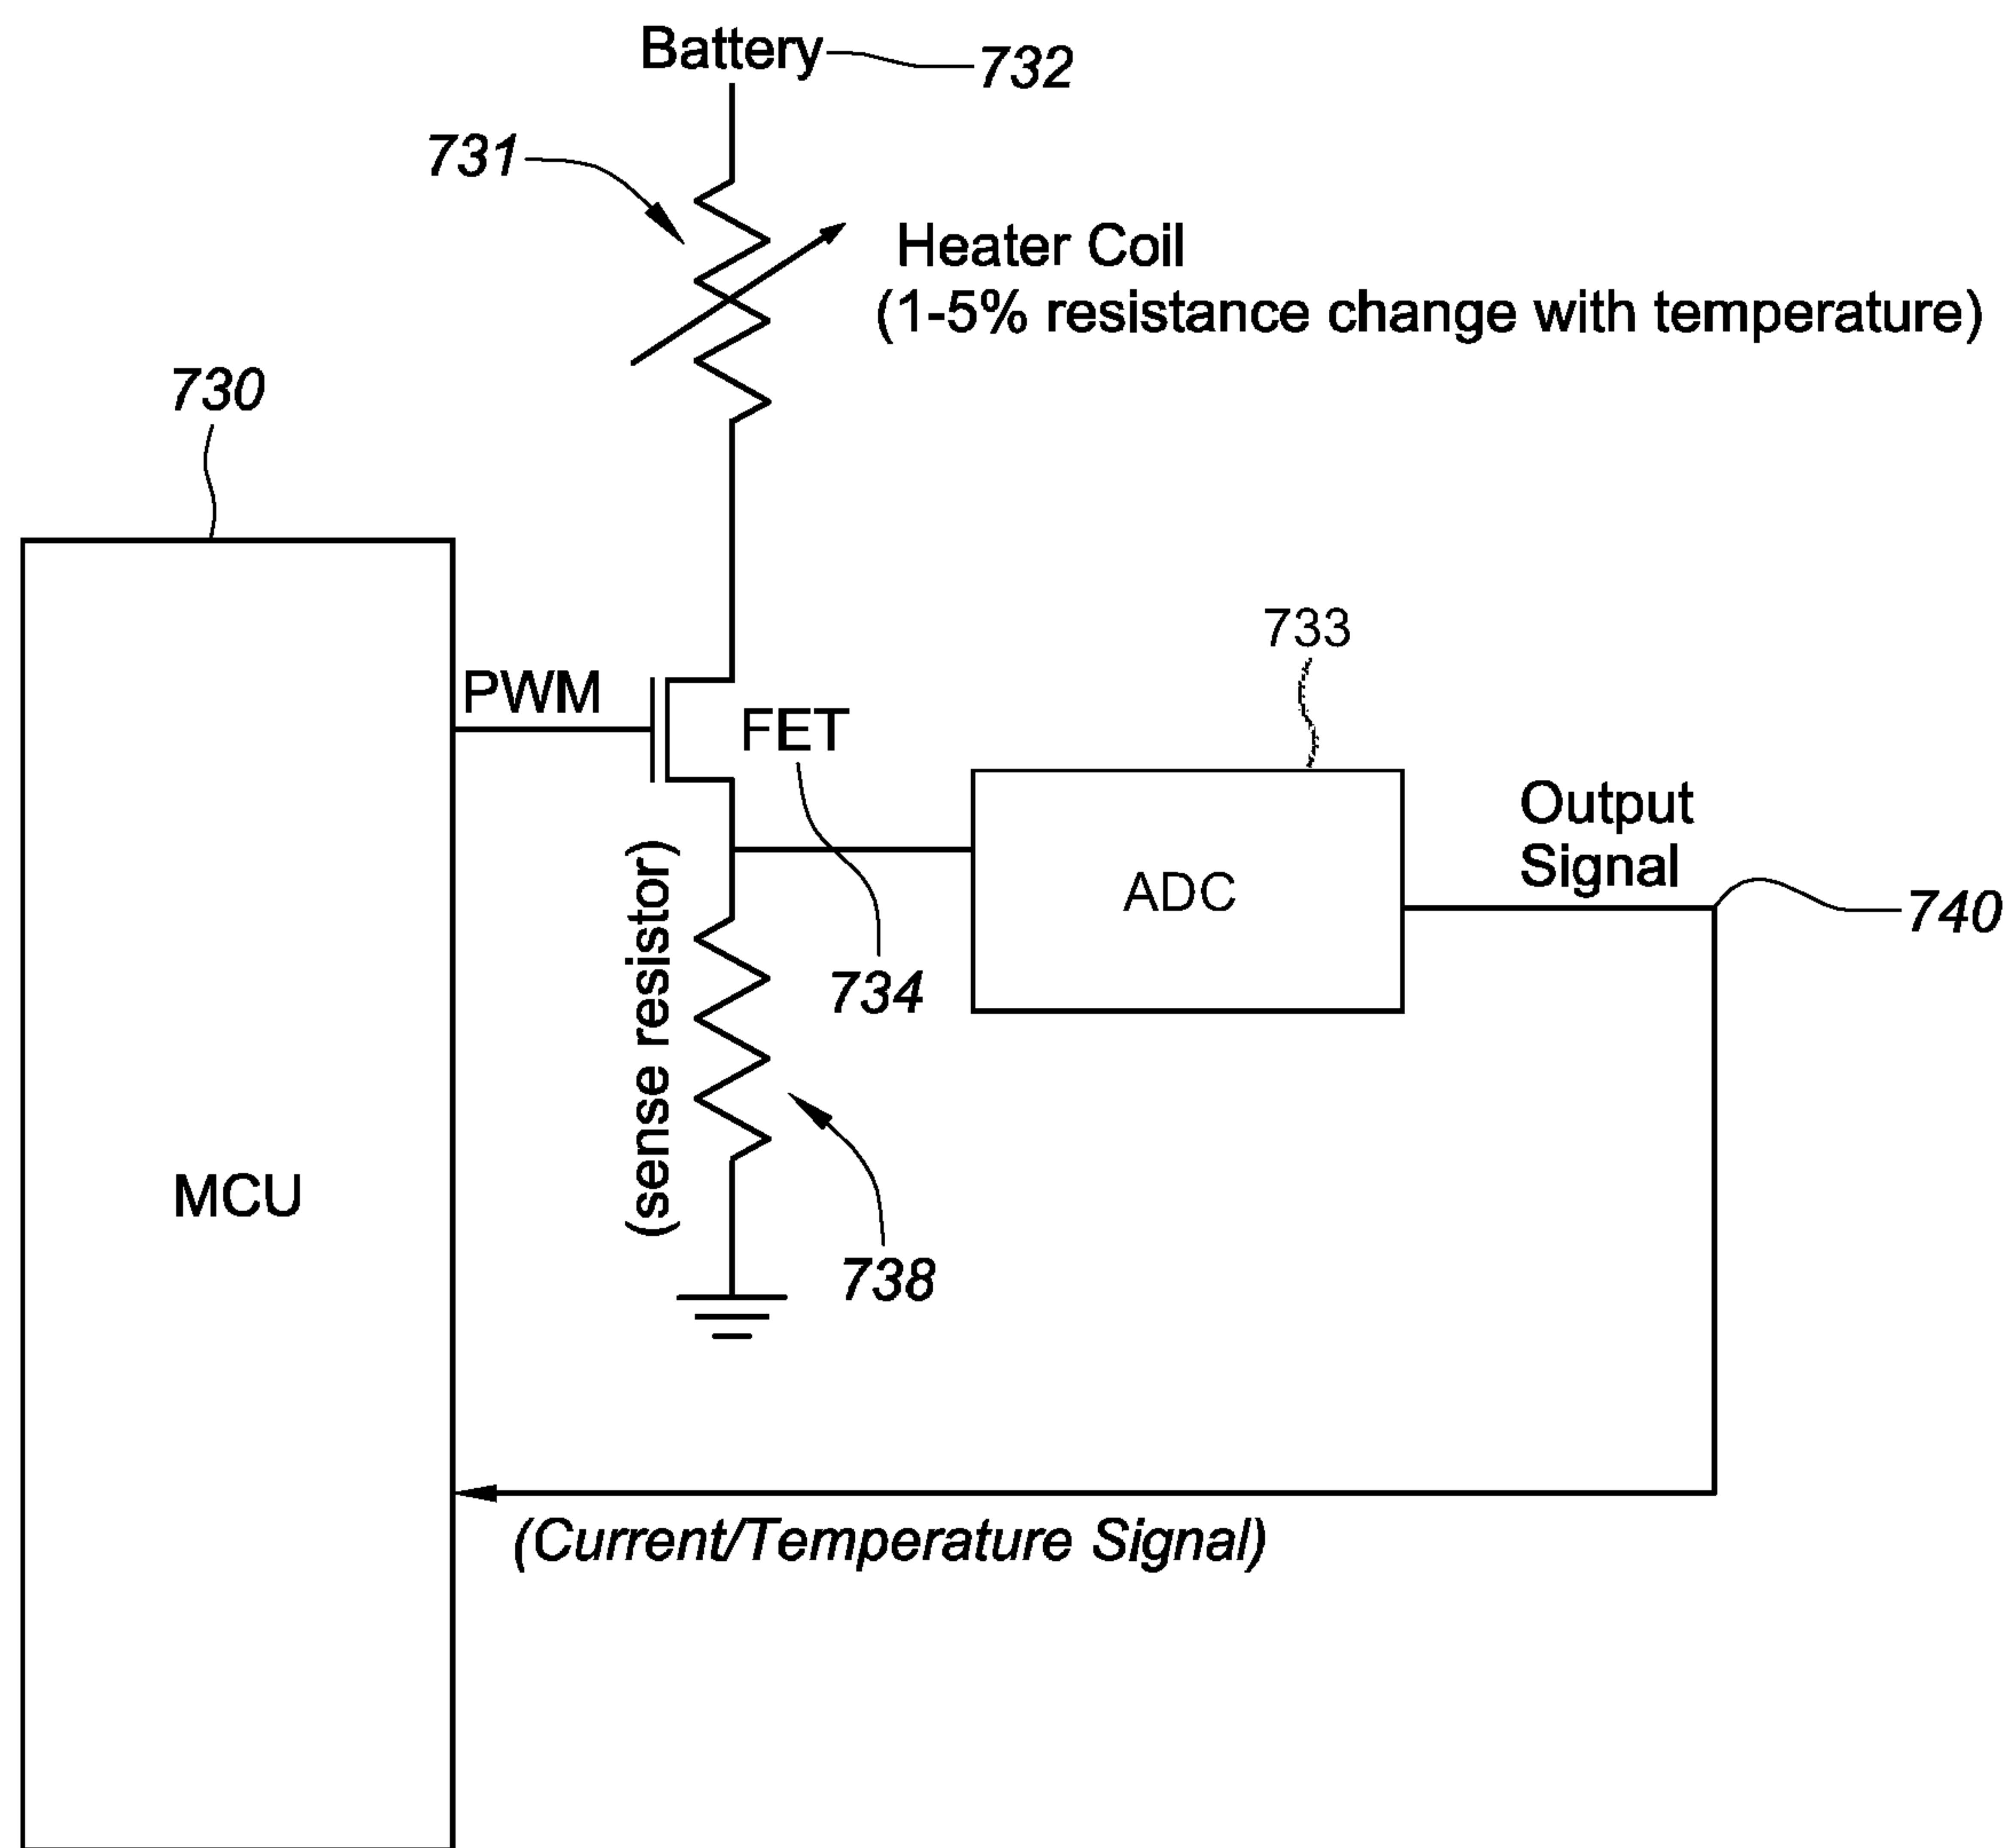 Battery
732
731
Heater Coil
(1-5% resistance change with temperature)
730
733
PWM
FET
Output
Signal
ADC
740
(sense resistor)
734
MCU
738
(Current/Temperature Signal)